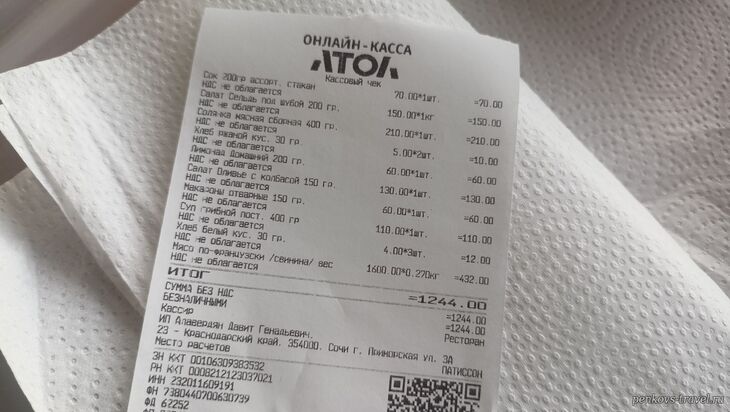 ОНЛАЙН-КАССА
АТОЛ
Кассовый чек
Сок 200гр ассорт. стакан 70.00*1шт. =70.00
НДС не облагается
Салат Сельдь под шубой 200 гр. 150.00*1кг =150.00
НДС не облагается
Солянка мясная сборная 400 гр. 210.00*1шт. =210.00
НДС не облагается
Хлеб ржаной кус. 30 гр. 5.00*2шт. =10.00
НДС не облагается
Лимонад Домашний 200 гр. 60.00*1шт. =60.00
НДС не облагается
Салат Оливье с колбасой 150 гр. 130.00*1шт. =130.00
НДС не облагается
Макароны отварные 150 гр. 60.00*1шт. =60.00
НДС не облагается
Суп грибной пост. 400 гр 110.00*1шт. =110.00
НДС не облагается
Хлеб Белый кус. 30 гр. 4.00*3шт. =12.00
НДС не облагается
Мясо по-французски /свинина/ вес 1600.00*0.270кг =432.00
НДС не облагается
ИТОГ =1244.00
СУММА БЕЗ НДС =1244.00
БЕЗНАЛИЧНЫМИ =1244.00
Кассир Ресторан
ИП Алавердян Давит Генадьевич.
23 - Краснодарский край, 354000, Сочи г, Приморская ул, 3А
Место расчетов ПАТИССОН
ЗН ККТ 00106309383532
РН ККТ 0008212123037021
ИНН 232011609191
ФН 7380440700630739
ФД 62252
penkovs-travel.ru